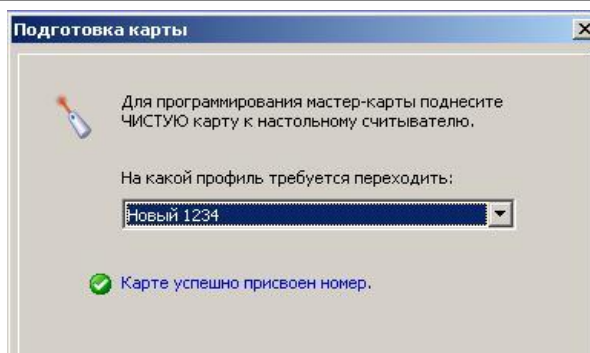 Подготовка карты
Для программирования мастер-карты поднесите
ЧИСТУЮ карту к настольному считывателю.
На какой профиль требуется переходить:
Новый 1234
Карте успешно присвоен номер.